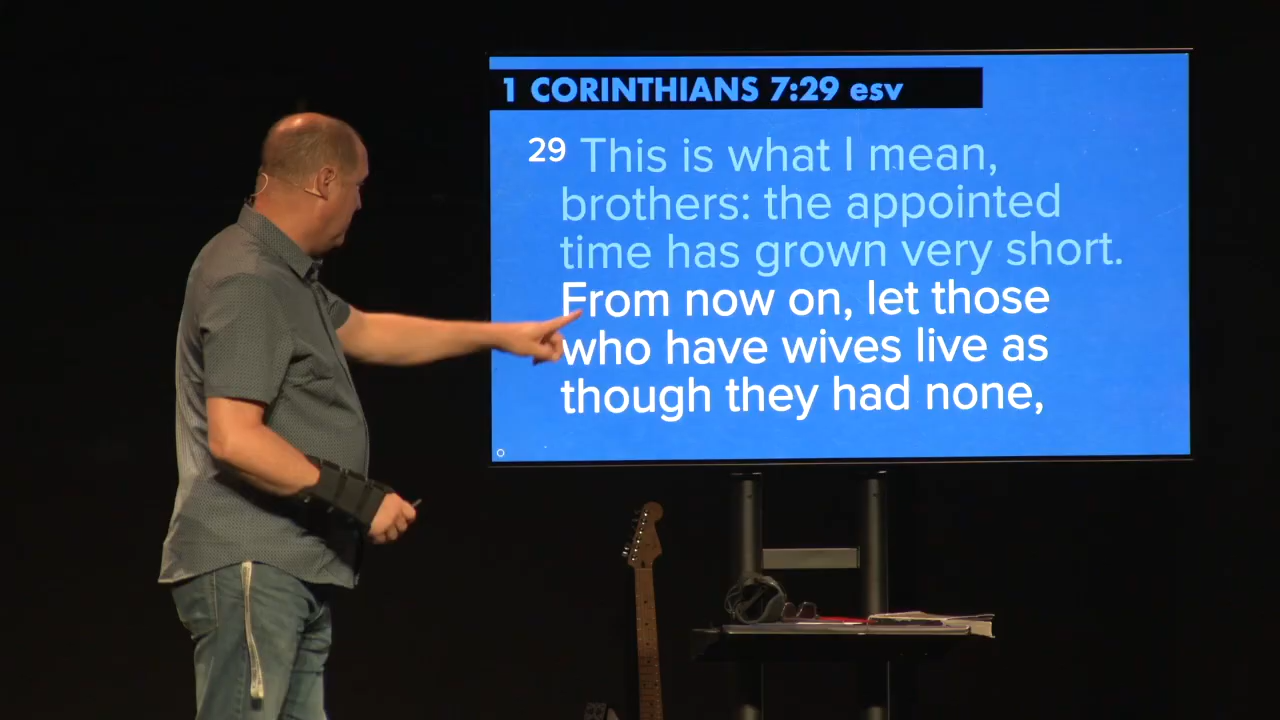 1 CORINTHIANS 7:29 esv
29 This is what I mean,
brothers: the appointed
time has grown very short.
From now on, let those
who have wives live as
though they had none,